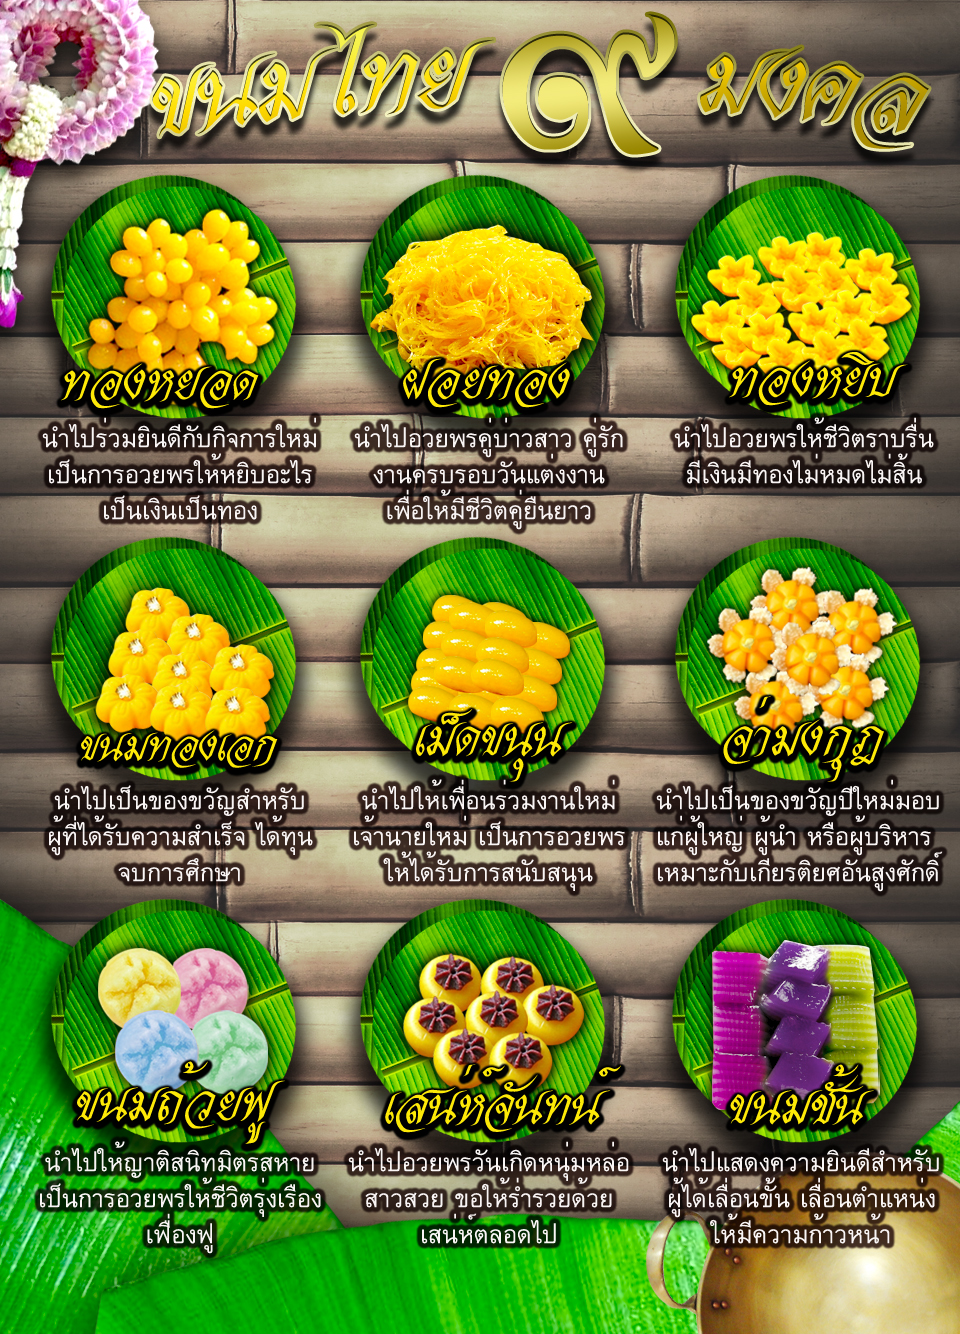 ขนมไทย ๙ มงคล
ทองหยอด
นำไปร่วมยินดีกับกิจการใหม่
เป็นการอวยพรให้หยิบอะไร
เป็นเงินเป็นทอง
ฝอยทอง
นำไปอวยพรคู่บ่าวสาว คู่รัก
งานครบรอบวันแต่งงาน
เพื่อให้มีชีวิตคู่ยืนยาว
ทองหยิบ
นำไปอวยพรให้ชีวิตราบรื่น
มีเงินมีทองไม่หมดไม่สิ้น
ขนมทองเอก
นำไปเป็นของขวัญสำหรับ
ผู้ที่ได้รับความสำเร็จ ได้ทุน
จบการศึกษา
เม็ดขนุน
นำไปให้เพื่อนร่วมงานใหม่
เจ้านายใหม่ เป็นการอวยพร
ให้ได้รับการสนับสนุน
จ่ามงกุฎ
นำไปเป็นของขวัญปีใหม่มอบ
แก่ผู้ใหญ่ ผู้นำ หรือผู้บริหาร
เหมาะกับเกียรติยศอันสูงศักดิ์
ขนมถ้วยฟู
นำไปให้ญาติสนิทมิตรสหาย
เป็นการอวยพรให้ชีวิตรุ่งเรือง
เฟื่องฟู
เสน่ห์จันทน์
นำไปอวยพรวันเกิดหนุ่มหล่อ
สาวสวย ขอให้ร่ำรวยด้วย
เสน่ห์ตลอดไป
ขนมชั้น
นำไปแสดงความยินดีสำหรับ
ผู้ได้เลื่อนขั้น เลื่อนตำแหน่ง
ให้มีความก้าวหน้า